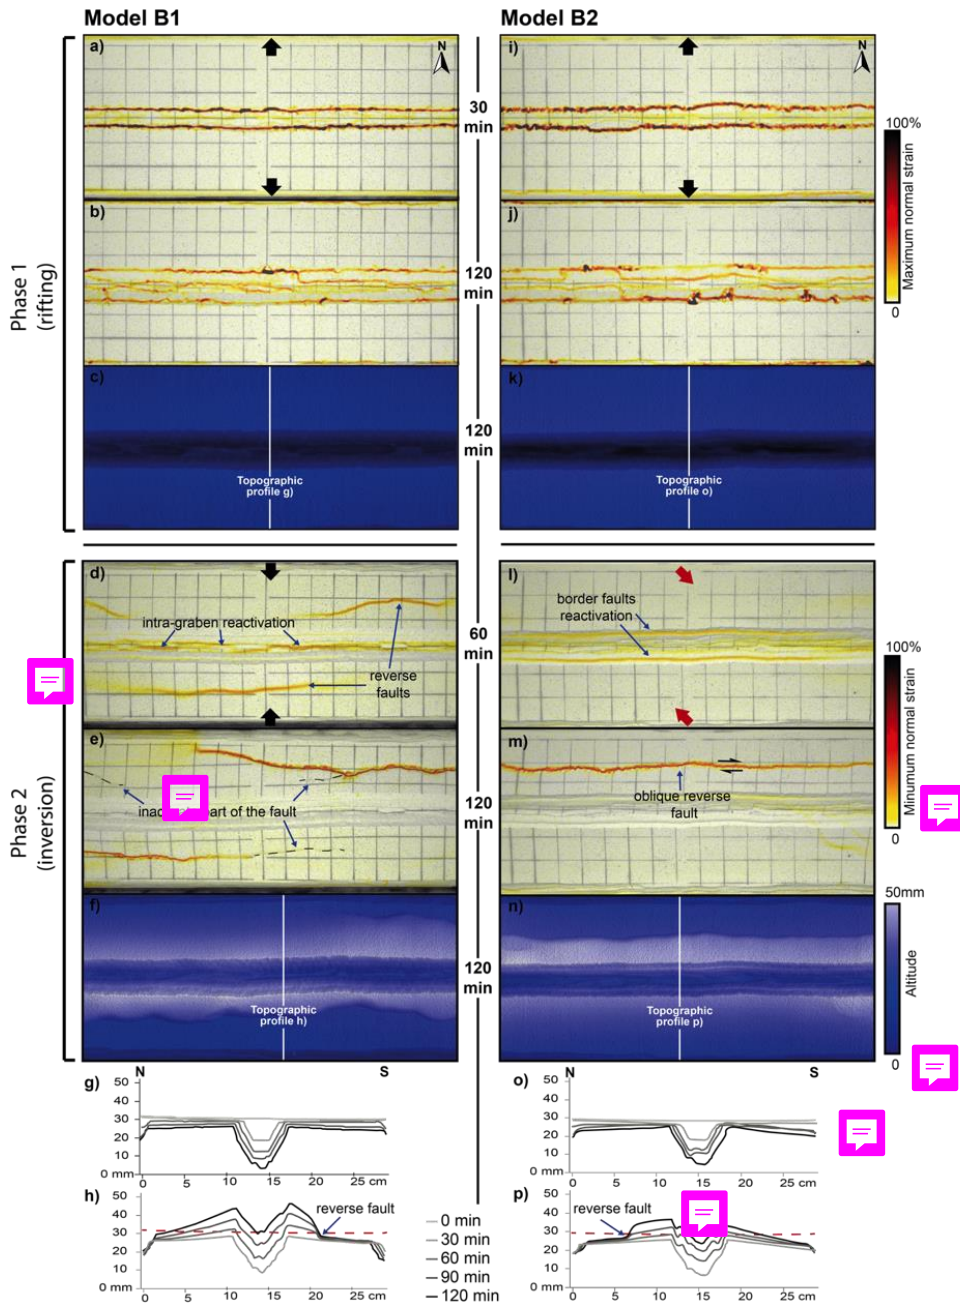 Model B1
Model B2
Phase 1
(rifting)
a)
N
30
min
i)
N
100%
Maximum normal strain
0
b)
120
min
j)
c)
Topographic
profile g)
120
min
k)
Topographic
profile o)
Phase 2
(inversion)
d)
intra-graben reactivation
reverse
faults
60
min
l)
border faults
reactivation
100%
Minumum normal strain
0
e)
of the fault
120
min
m)
oblique reverse
fault
f)
Topographic
profile h)
120
min
n)
Topographic
profile p)
50mm
Altitude
0
g)
N
S
50
40
30
20
10
0 mm
0
5
10
15
20
25 cm
o)
N
S
50
40
30
20
10
0 mm
0
5
10
15
20
25 cm
h)
50
40
30
20
10
0 mm
reverse fault
0
5
10
15
20
25 cm
0 min
30 min
60 min
90 min
120 min
p)
50
40
30
20
10
0 mm
reverse fault
0
5
10
15
20
25 cm